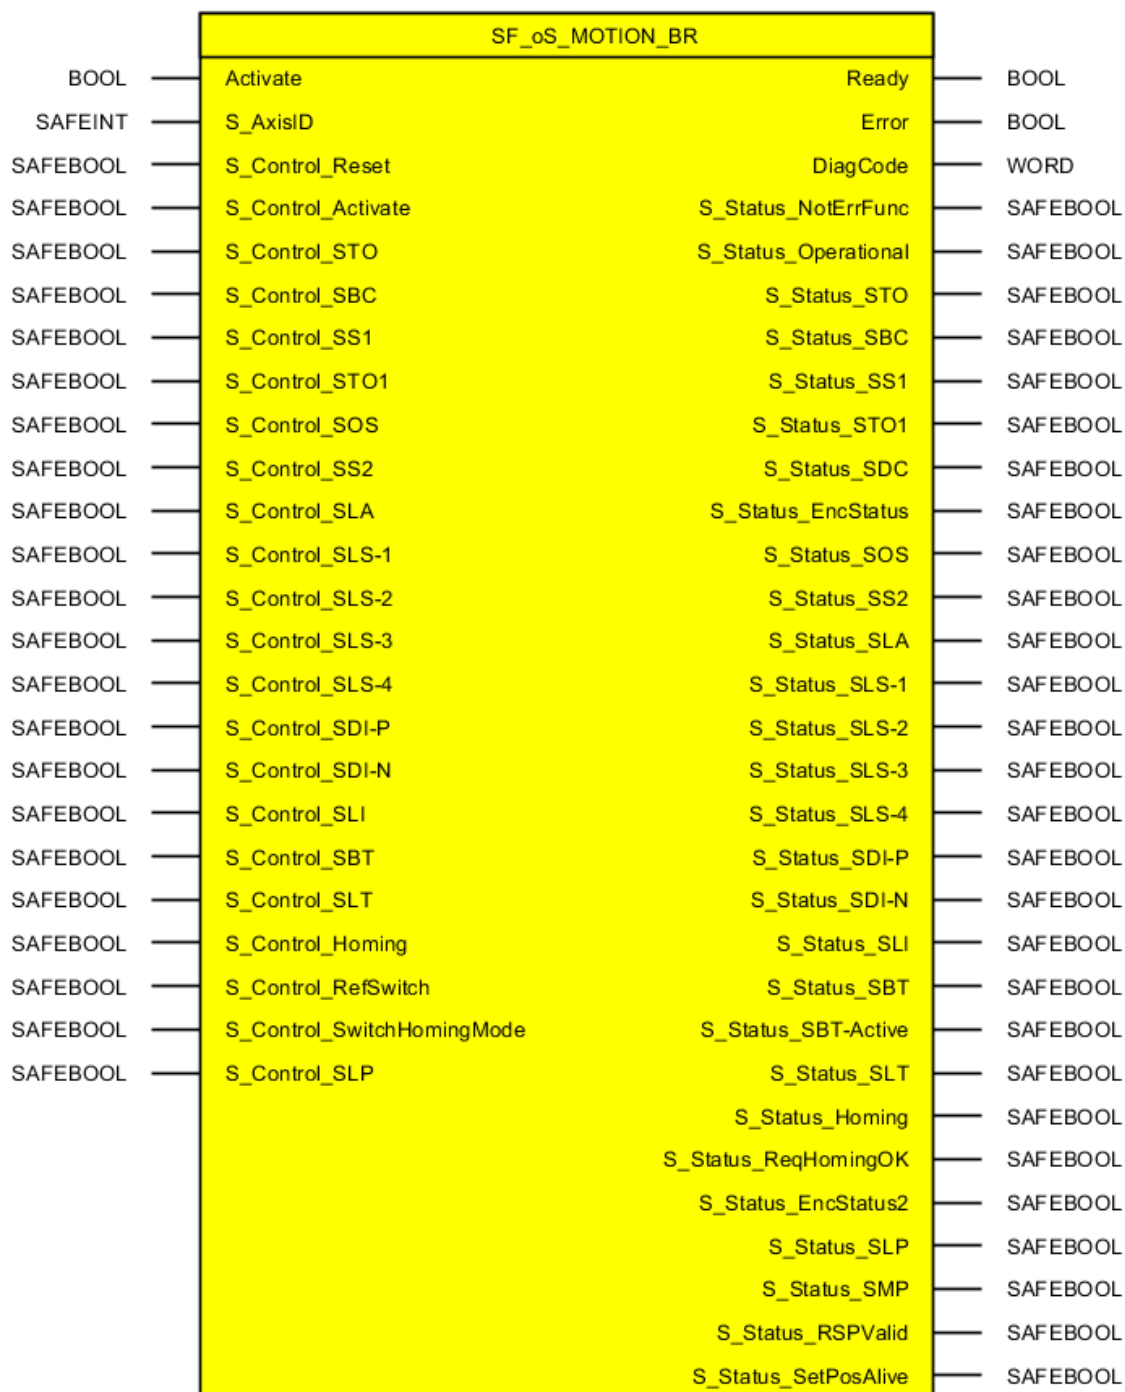 SF_oS_MOTION_BR
BOOL Activate Ready BOOL
SAFEINT S_AxisID Error BOOL
SAFEBOOL S_Control_Reset DiagCode WORD
SAFEBOOL S_Control_Activate S_Status_NotErrFunc SAFEBOOL
SAFEBOOL S_Control_STO S_Status_Operational SAFEBOOL
SAFEBOOL S_Control_SBC S_Status_STO SAFEBOOL
SAFEBOOL S_Control_SS1 S_Status_SBC SAFEBOOL
SAFEBOOL S_Control_STO1 S_Status_SS1 SAFEBOOL
SAFEBOOL S_Control_SOS S_Status_STO1 SAFEBOOL
SAFEBOOL S_Control_SS2 S_Status_SDC SAFEBOOL
SAFEBOOL S_Control_SLA S_Status_EncStatus SAFEBOOL
SAFEBOOL S_Control_SLS-1 S_Status_SOS SAFEBOOL
SAFEBOOL S_Control_SLS-2 S_Status_SS2 SAFEBOOL
SAFEBOOL S_Control_SLS-3 S_Status_SLA SAFEBOOL
SAFEBOOL S_Control_SLS-4 S_Status_SLS-1 SAFEBOOL
SAFEBOOL S_Control_SDI-P S_Status_SLS-2 SAFEBOOL
SAFEBOOL S_Control_SDI-N S_Status_SLS-3 SAFEBOOL
SAFEBOOL S_Control_SLI S_Status_SLS-4 SAFEBOOL
SAFEBOOL S_Control_SBT S_Status_SDI-P SAFEBOOL
SAFEBOOL S_Control_SLT S_Status_SDI-N SAFEBOOL
SAFEBOOL S_Control_Homing S_Status_SLI SAFEBOOL
SAFEBOOL S_Control_RefSwitch S_Status_SBT SAFEBOOL
SAFEBOOL S_Control_SwitchHomingMode S_Status_SBT-Active SAFEBOOL
SAFEBOOL S_Control_SLP S_Status_SLT SAFEBOOL
S_Status_Homing SAFEBOOL
S_Status_ReqHomingOK SAFEBOOL
S_Status_EncStatus2 SAFEBOOL
S_Status_SLP SAFEBOOL
S_Status_SMP SAFEBOOL
S_Status_RSPValid SAFEBOOL
S_Status_SetPosAlive SAFEBOOL